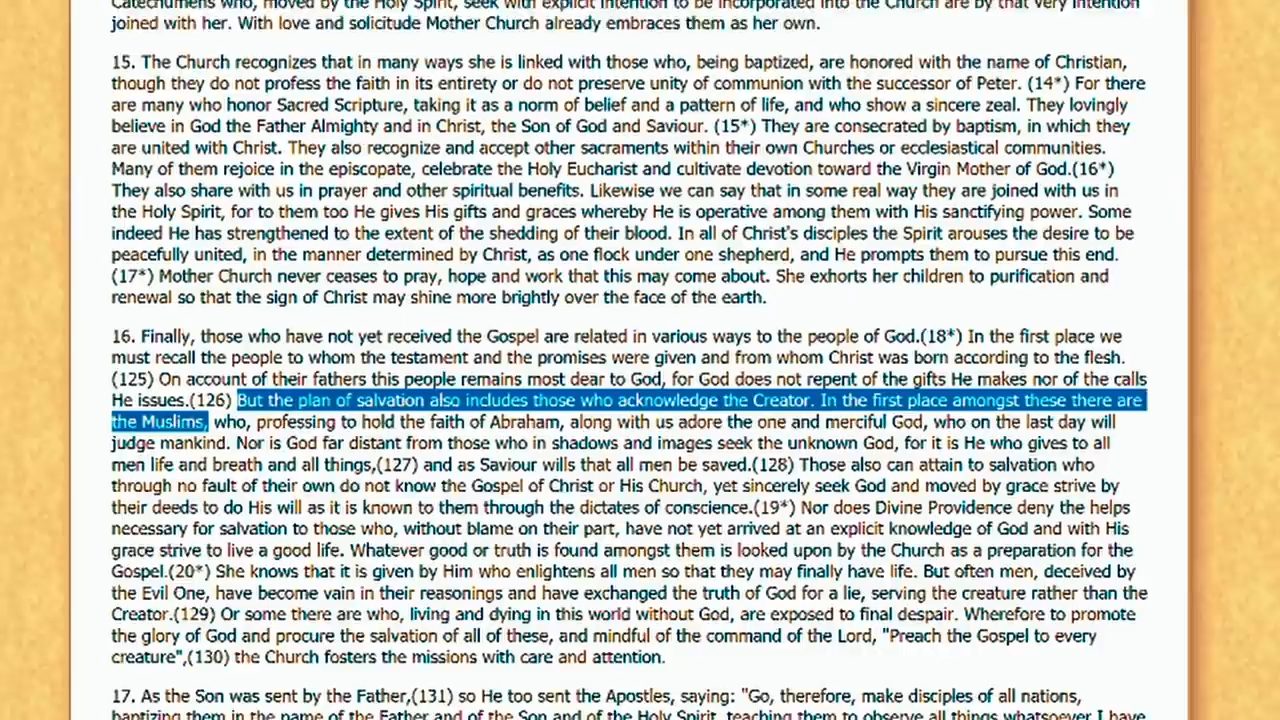 Catechumens who, moved by the Holy Spirit, seek with explicit intention to be incorporated into the Church are by that very intention
joined with her. With love and solicitude Mother Church already embraces them as her own.
15. The Church recognizes that in many ways she is linked with those who, being baptized, are honored with the name of Christian,
though they do not profess the faith in its entirety or do not preserve unity of communion with the successor of Peter. (14*) For there
are many who honor Sacred Scripture, taking it as a norm of belief and a pattern of life, and who show a sincere zeal. They lovingly
believe in God the Father Almighty and in Christ, the Son of God and Saviour. (15*) They are consecrated by baptism, in which they
are united with Christ. They also recognize and accept other sacraments within their own Churches or ecclesiastical communities.
Many of them rejoice in the episcopate, celebrate the Holy Eucharist and cultivate devotion toward the Virgin Mother of God.(16*)
They also share with us in prayer and other spiritual benefits. Likewise we can say that in some real way they are joined with us in
the Holy Spirit, for to them too He gives His gifts and graces whereby He is operative among them with His sanctifying power. Some
indeed He has strengthened to the extent of the shedding of their blood. In all of Christ's disciples the Spirit arouses the desire to be
peacefully united, in the manner determined by Christ, as one flock under one shepherd, and He prompts them to pursue this end.
(17*) Mother Church never ceases to pray, hope and work that this may come about. She exhorts her children to purification and
renewal so that the sign of Christ may shine more brightly over the face of the earth.
16. Finally, those who have not yet received the Gospel are related in various ways to the people of God.(18*) In the first place we
must recall the people to whom the testament and the promises were given and from whom Christ was born according to the flesh.
(125) On account of their fathers this people remains most dear to God, for God does not repent of the gifts He makes nor of the calls
He issues.(126) But the plan of salvation also includes those who acknowledge the Creator. In the first place amongst these there are
the Muslims, who, professing to hold the faith of Abraham, along with us adore the one and merciful God, who on the last day will
judge mankind. Nor is God far distant from those who in shadows and images seek the unknown God, for it is He who gives to all
men life and breath and all things,(127) and as Saviour wills that all men be saved.(128) Those also can attain to salvation who
through no fault of their own do not know the Gospel of Christ or His Church, yet sincerely seek God and moved by grace strive by
their deeds to do His will as it is known to them through the dictates of conscience.(19*) Nor does Divine Providence deny the helps
necessary for salvation to those who, without blame on their part, have not yet arrived at an explicit knowledge of God and with His
grace strive to live a good life. Whatever good or truth is found amongst them is looked upon by the Church as a preparation for the
Gospel.(20*) She knows that it is given by Him who enlightens all men so that they may finally have life. But often men, deceived by
the Evil One, have become vain in their reasonings and have exchanged the truth of God for a lie, serving the creature rather than the
Creator.(129) Or some there are who, living and dying in this world without God, are exposed to final despair. Wherefore to promote
the glory of God and procure the salvation of all of these, and mindful of the command of the Lord, "Preach the Gospel to every
creature",(130) the Church fosters the missions with care and attention.
17. As the Son was sent by the Father,(131) so He too sent the Apostles, saying: "Go, therefore, make disciples of all nations,
baptizing them in the name of the Father and of the Son and of the Holy Spirit, teaching them to observe all things whatsoever I have